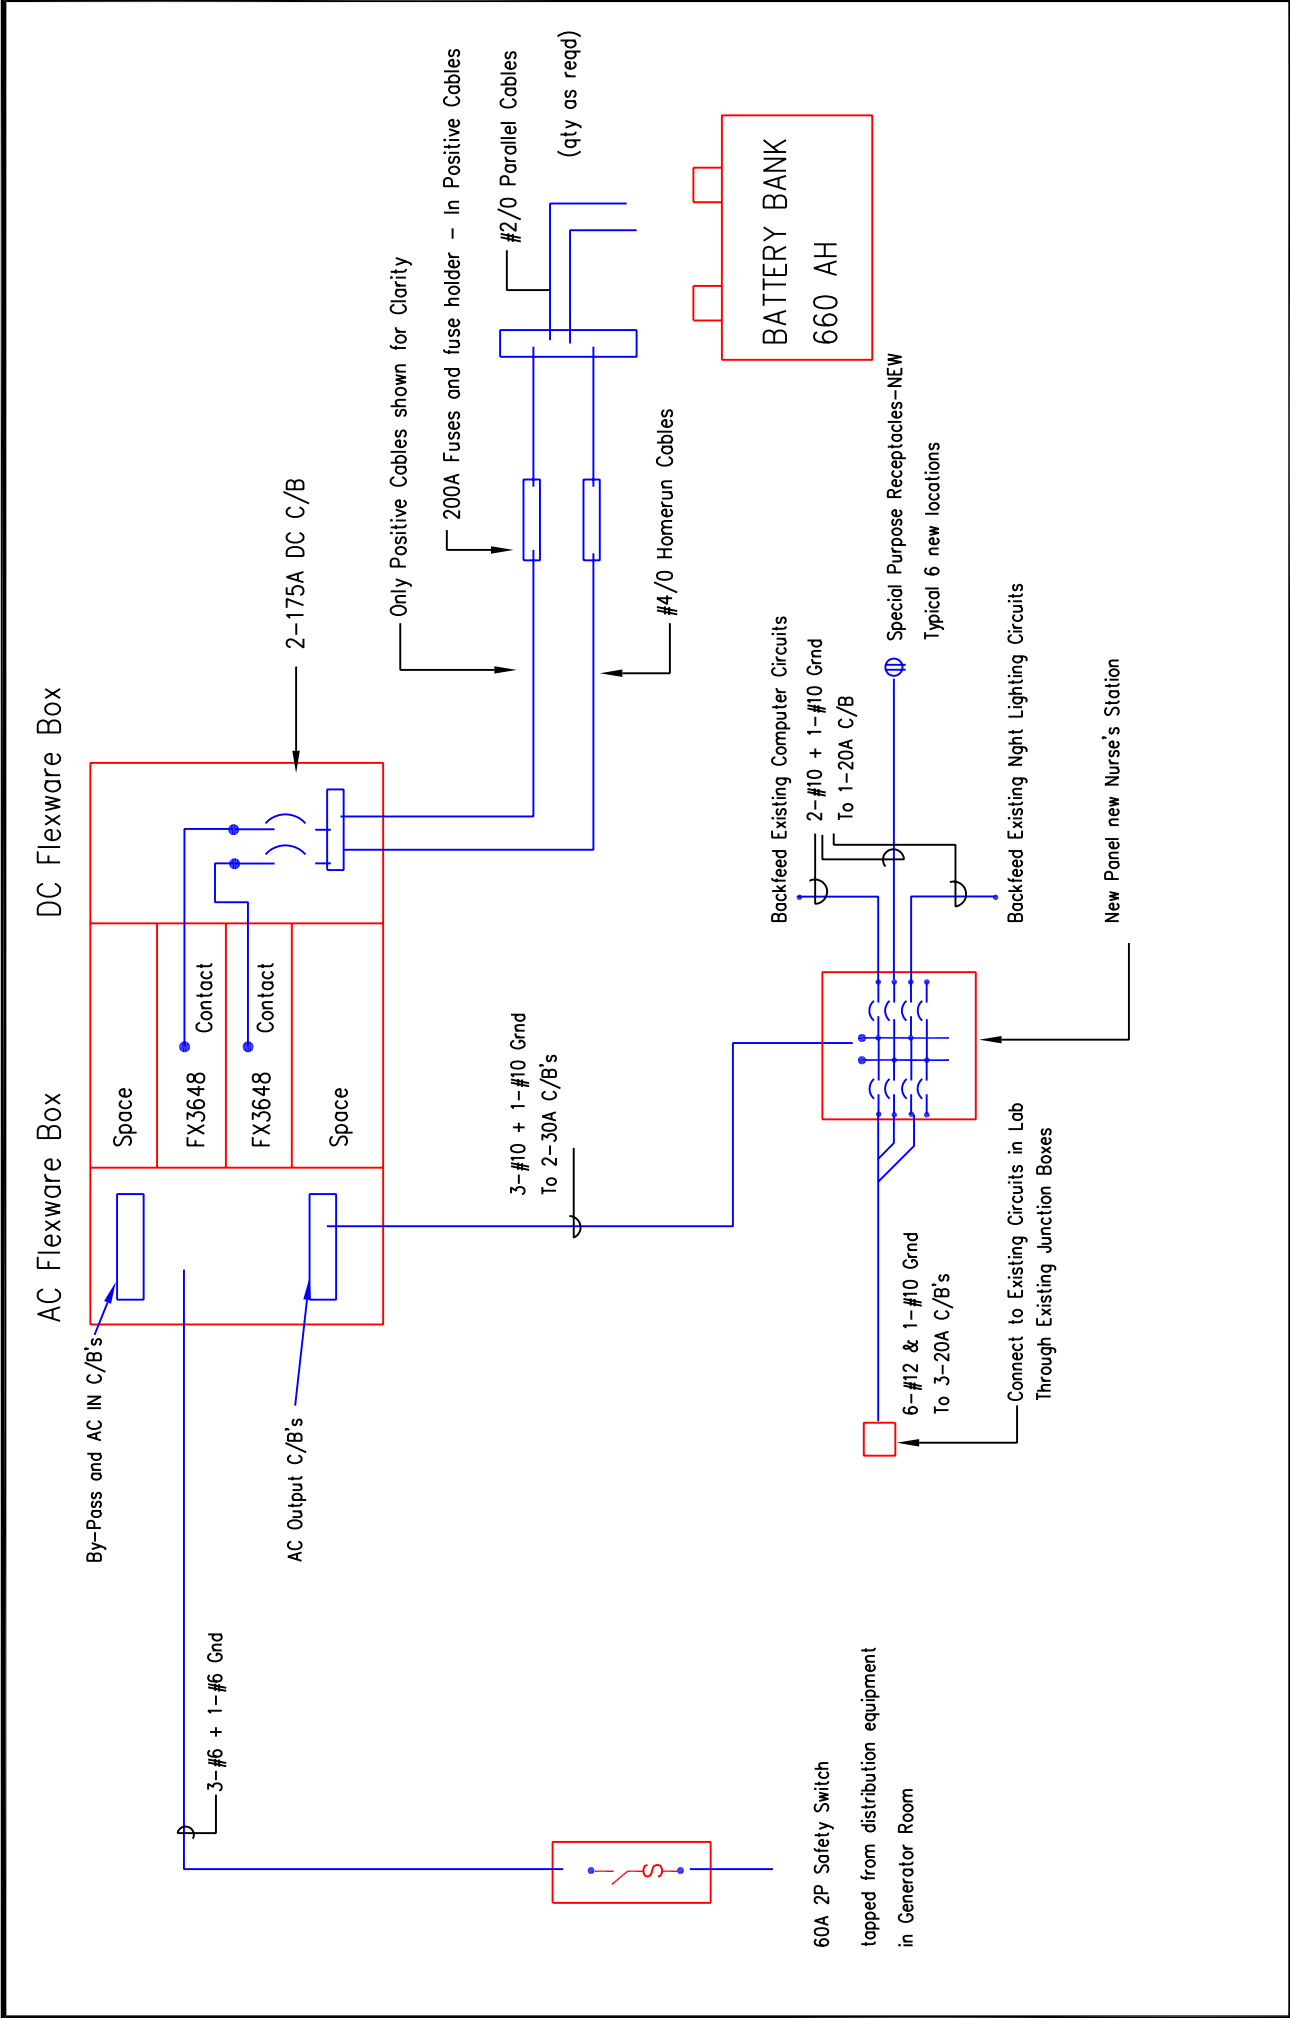 AC Flexware Box
DC Flexware Box
By-Pass and AC IN C/B's
Space
FX3648
Contact
FX3648
Contact
Space
2-175A DC C/B
AC Output C/B's
3-#6 + 1-#6 Gnd
Only Positive Cables shown for Clarity
200A Fuses and fuse holder - In Positive Cables
#2/0 Parallel Cables
(qty as reqd)
3-#10 + 1-#10 Grnd
To 2-30A C/B's
#4/0 Homerun Cables
BATTERY BANK
660 AH
Backfeed Existing Computer Circuits
2-#10 + 1-#10 Grnd
To 1-20A C/B
Special Purpose Receptacles-NEW
Typical 6 new locations
60A 2P Safety Switch
tapped from distribution equipment
in Generator Room
S
6-#12 & 1-#10 Grnd
To 3-20A C/B's
Connect to Existing Circuits in Lab
Through Existing Junction Boxes
Backfeed Existing Nght Lighting Circuits
New Panel new Nurse's Station